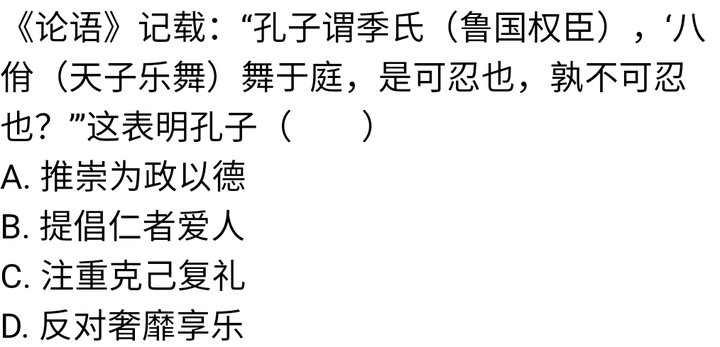 《论语》记载：“孔子谓季氏（鲁国权臣），‘八
佾（天子乐舞）舞于庭，是可忍也，孰不可忍
也？’”这表明孔子（　　）
A. 推崇为政以德
B. 提倡仁者爱人
C. 注重克己复礼
D. 反对奢靡享乐